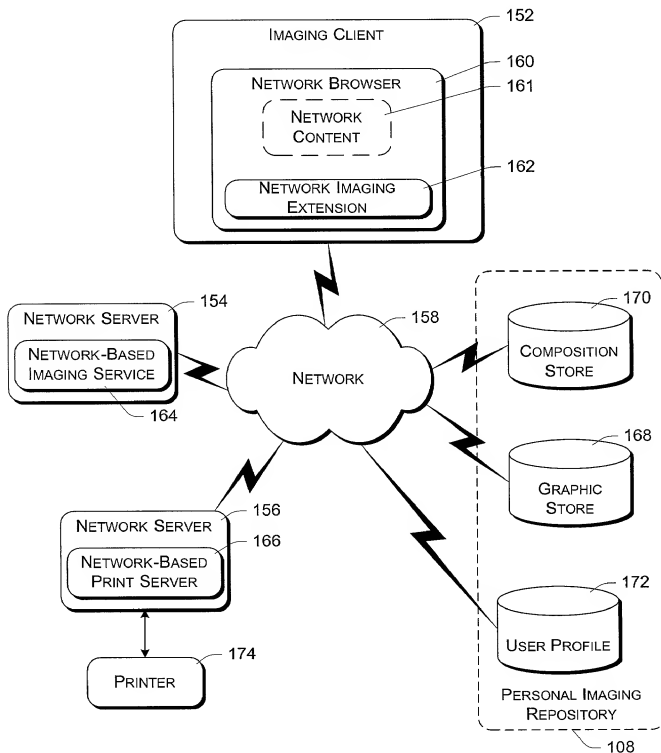 152
IMAGING CLIENT
160
NETWORK BROWSER
161
NETWORK
CONTENT
162
NETWORK IMAGING
EXTENSION
154
NETWORK SERVER
NETWORK-BASED
IMAGING SERVICE
164
158
NETWORK
170
COMPOSITION
STORE
168
GRAPHIC
STORE
156
NETWORK SERVER
166
NETWORK-BASED
PRINT SERVER
172
USER PROFILE
174
PRINTER
PERSONAL IMAGING
REPOSITORY
108